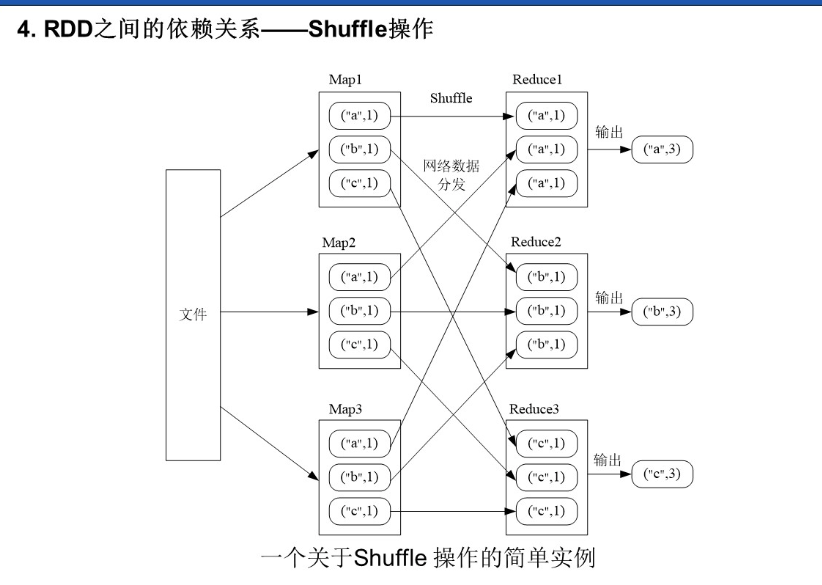 4. RDD之间的依赖关系——Shuffle操作
文件
Map1
("a",1)
("b",1)
("c",1)
Map2
("a",1)
("b",1)
("c",1)
Map3
("a",1)
("b",1)
("c",1)
Shuffle
网络数据
分发
Reduce1
("a",1)
("a",1)
("a",1)
输出
("a",3)
Reduce2
("b",1)
("b",1)
("b",1)
输出
("b",3)
Reduce3
("c",1)
("c",1)
("c",1)
输出
("c",3)
一个关于Shuffle 操作的简单实例